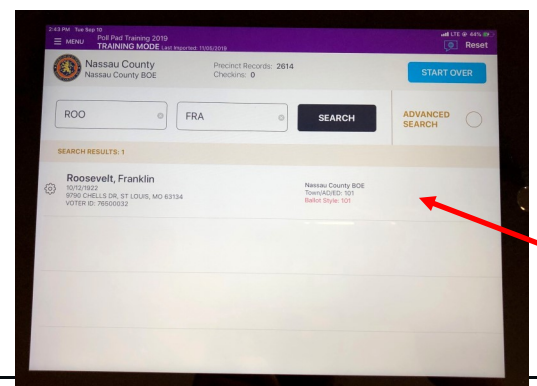 2:43 PM Tue Sep 10
LTE 44%
MENU
Poll Pad Training 2019
TRAINING MODE Last Imported: 11/05/2019
Reset
Nassau County
Nassau County BOE
Precinct Records: 2614
Checkins: 0
START OVER
ROO
FRA
SEARCH
ADVANCED
SEARCH
SEARCH RESULTS: 1
Roosevelt, Franklin
10/12/1922
9790 CHELLS DR, ST LOUIS, MO 63134
VOTER ID: 76500032
Nassau County BOE
Town/AD/ED: 101
Ballot Style: 101